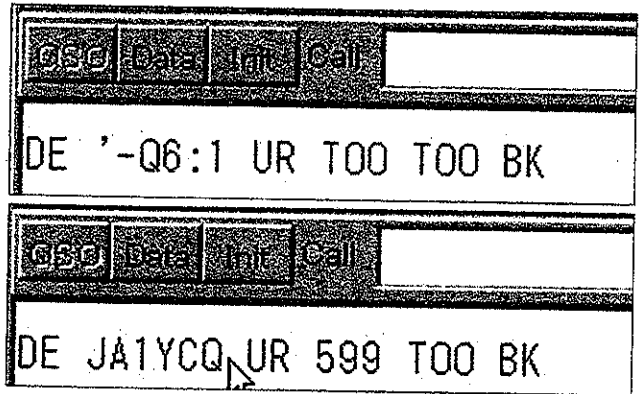 QSO Data Init Call
DE '-Q6:1 UR TOO TOO BK
QSO Data Init Call
DE JA1YCQ UR 599 TOO BK